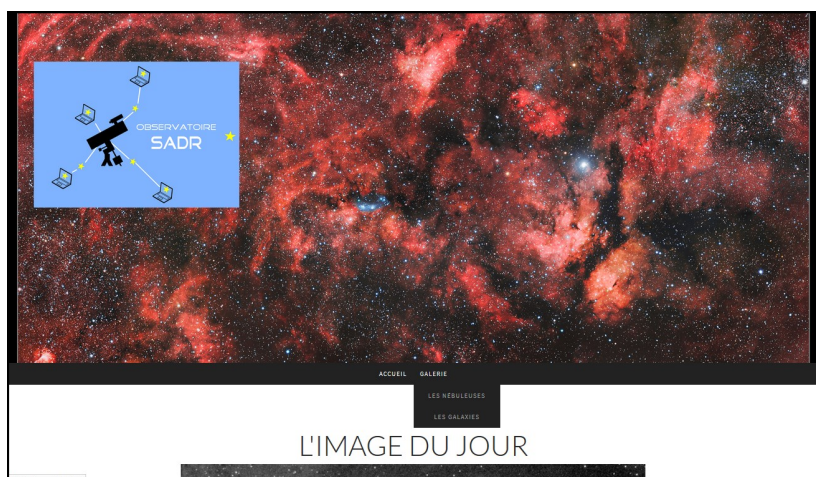 OBSERVATOIRE
SADR
ACCUEIL GALERIE
LES NÉBULEUSES
LES GALAXIES
L'IMAGE DU JOUR